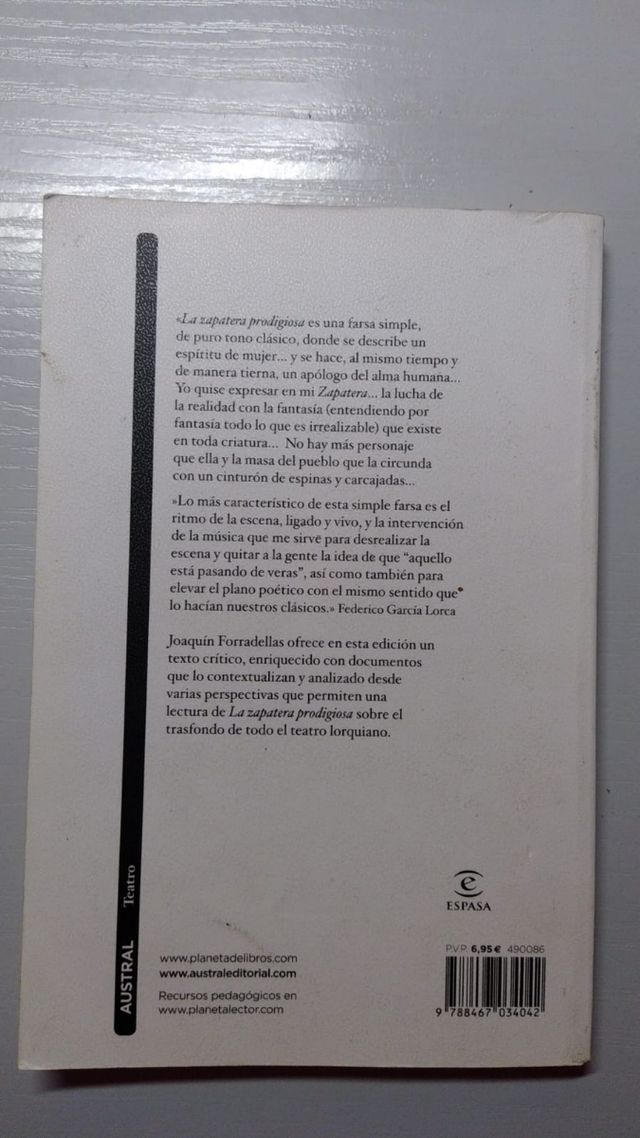 «La zapatera prodigiosa es una farsa simple,
de puro tono clásico, donde se describe un
espíritu de mujer... y se hace, al mismo tiempo y
de manera tierna, un apólogo del alma humana...
Yo quise expresar en mi Zapatera... la lucha de
la realidad con la fantasía (entendiendo por
fantasía todo lo que es irrealizable) que existe
en toda criatura... No hay más personaje
que ella y la masa del pueblo que la circunda
con un cinturón de espinas y carcajadas...
»Lo más característico de esta simple farsa es el
ritmo de la escena, ligado y vivo, y la intervención
de la música que me sirve para desrealizar la
escena y quitar a la gente la idea de que “aquello
está pasando de veras”, así como también para
elevar el plano poético con el mismo sentido que
lo hacían nuestros clásicos.» Federico García Lorca
Joaquín Forradellas ofrece en esta edición un
texto crítico, enriquecido con documentos
que lo contextualizan y analizado desde
varias perspectivas que permiten una
lectura de La zapatera prodigiosa sobre el
trasfondo de todo el teatro lorquiano.
AUSTRAL Teatro
e
ESPASA
www.planetadelibros.com
www.australeditorial.com
Recursos pedagógicos en
www.planetalector.com
P.V.P. 6,95 € 490086
9 788467 034042